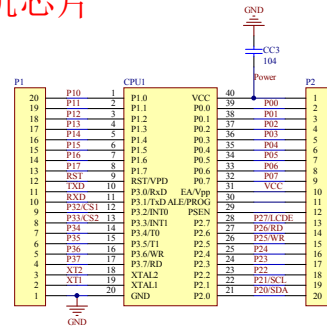 芯片
GND
CC3
104
Power
P1 CPU1 P2
20 P10 1 P1.0 VCC 40 1
19 P11 2 P1.1 P0.0 39 P00 2
18 P12 3 P1.2 P0.1 38 P01 3
17 P13 4 P1.3 P0.2 37 P02 4
16 P14 5 P1.4 P0.3 36 P03 5
15 P15 6 P1.5 P0.4 35 P04 6
14 P16 7 P1.6 P0.5 34 P05 7
13 P17 8 P1.7 P0.6 33 P06 8
12 RST 9 RST/VPD P0.7 32 P07 9
11 TXD 10 P3.0/RxD EA/Vpp 31 VCC 10
10 RXD 11 P3.1/TxD ALE/PROG 30 11
9 P32/CS1 12 P3.2/INT0 PSEN 29 12
8 P33/CS2 13 P3.3/INT1 P2.7 28 P27/LCDE 13
7 P34 14 P3.4/T0 P2.6 27 P26/RD 14
6 P35 15 P3.5/T1 P2.5 26 P25/WR 15
5 P36 16 P3.6/WR P2.4 25 P24 16
4 P37 17 P3.7/RD P2.3 24 P23 17
3 XT2 18 XTAL2 P2.2 23 P22 18
2 XT1 19 XTAL1 P2.1 22 P21/SCL 19
1 20 GND P2.0 21 P20/SDA 20
GND